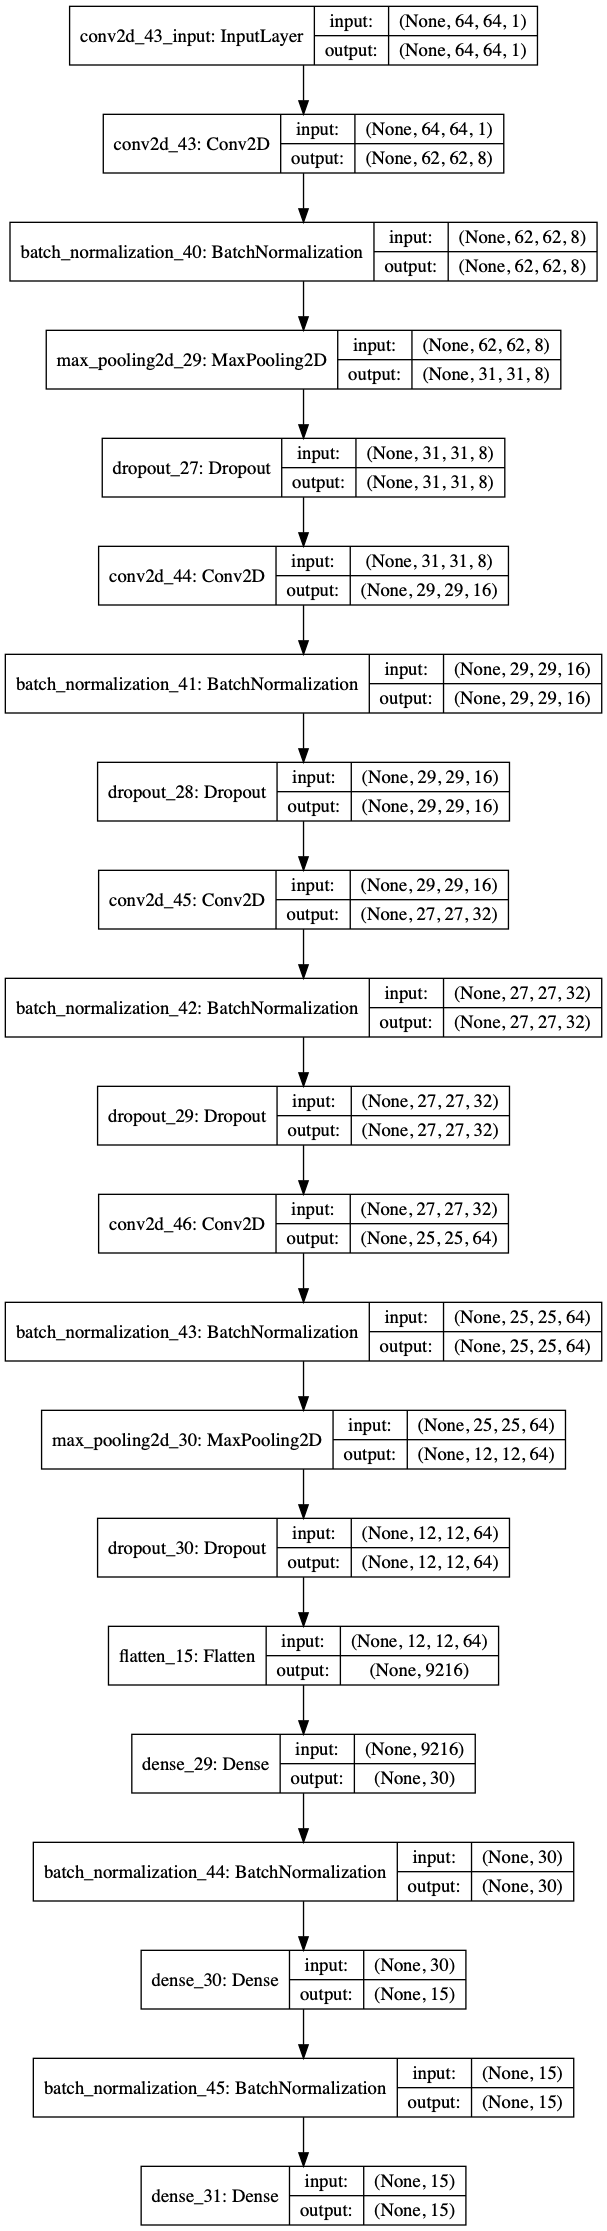 conv2d_43_input: InputLayer
input: (None, 64, 64, 1)
output: (None, 64, 64, 1)
conv2d_43: Conv2D
input: (None, 64, 64, 1)
output: (None, 62, 62, 8)
batch_normalization_40: BatchNormalization
input: (None, 62, 62, 8)
output: (None, 62, 62, 8)
max_pooling2d_29: MaxPooling2D
input: (None, 62, 62, 8)
output: (None, 31, 31, 8)
dropout_27: Dropout
input: (None, 31, 31, 8)
output: (None, 31, 31, 8)
conv2d_44: Conv2D
input: (None, 31, 31, 8)
output: (None, 29, 29, 16)
batch_normalization_41: BatchNormalization
input: (None, 29, 29, 16)
output: (None, 29, 29, 16)
dropout_28: Dropout
input: (None, 29, 29, 16)
output: (None, 29, 29, 16)
conv2d_45: Conv2D
input: (None, 29, 29, 16)
output: (None, 27, 27, 32)
batch_normalization_42: BatchNormalization
input: (None, 27, 27, 32)
output: (None, 27, 27, 32)
dropout_29: Dropout
input: (None, 27, 27, 32)
output: (None, 27, 27, 32)
conv2d_46: Conv2D
input: (None, 27, 27, 32)
output: (None, 25, 25, 64)
batch_normalization_43: BatchNormalization
input: (None, 25, 25, 64)
output: (None, 25, 25, 64)
max_pooling2d_30: MaxPooling2D
input: (None, 25, 25, 64)
output: (None, 12, 12, 64)
dropout_30: Dropout
input: (None, 12, 12, 64)
output: (None, 12, 12, 64)
flatten_15: Flatten
input: (None, 12, 12, 64)
output: (None, 9216)
dense_29: Dense
input: (None, 9216)
output: (None, 30)
batch_normalization_44: BatchNormalization
input: (None, 30)
output: (None, 30)
dense_30: Dense
input: (None, 30)
output: (None, 15)
batch_normalization_45: BatchNormalization
input: (None, 15)
output: (None, 15)
dense_31: Dense
input: (None, 15)
output: (None, 15)